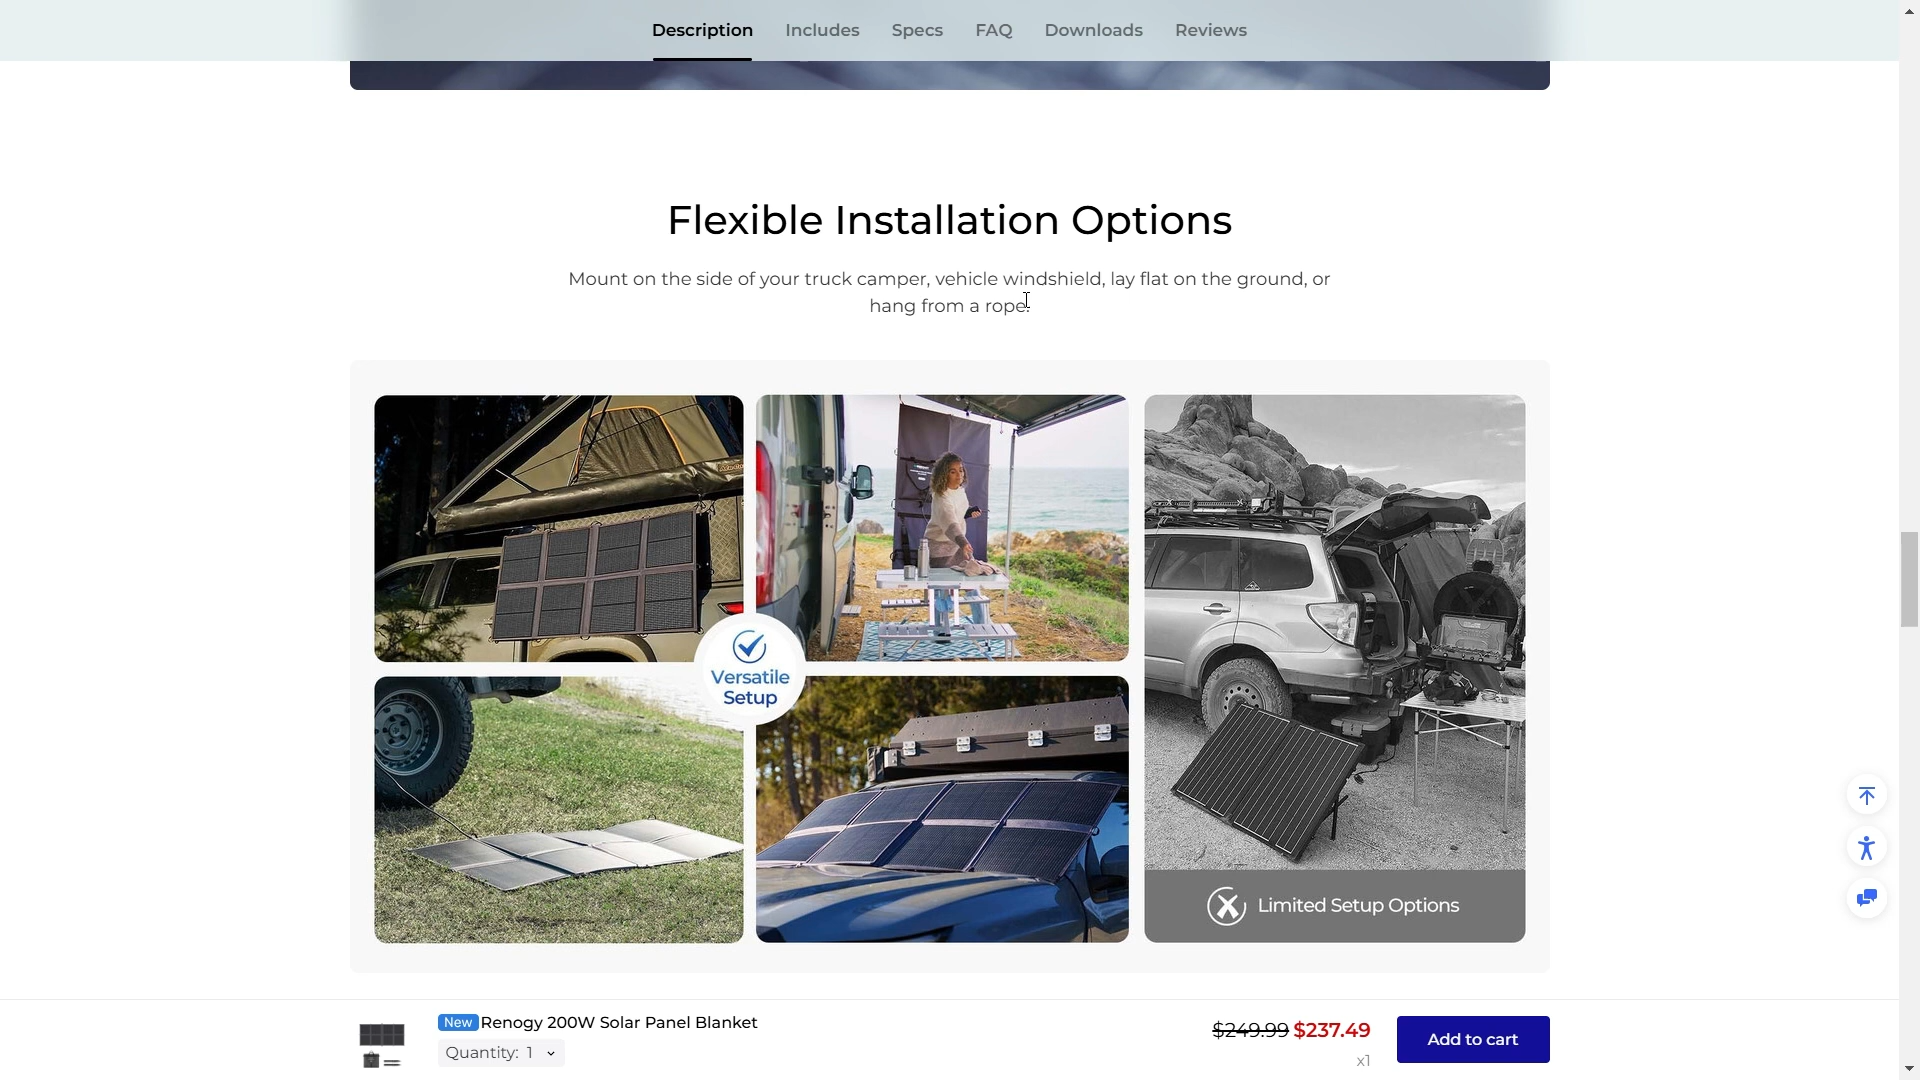 Description Includes Specs FAQ Downloads Reviews
Flexible Installation Options
Mount on the side of your truck camper, vehicle windshield, lay flat on the ground, or
hang from a rope.
Versatile
Setup
Limited Setup Options
New Renogy 200W Solar Panel Blanket
Quantity: 1
$249.99 $237.49
x1
Add to cart